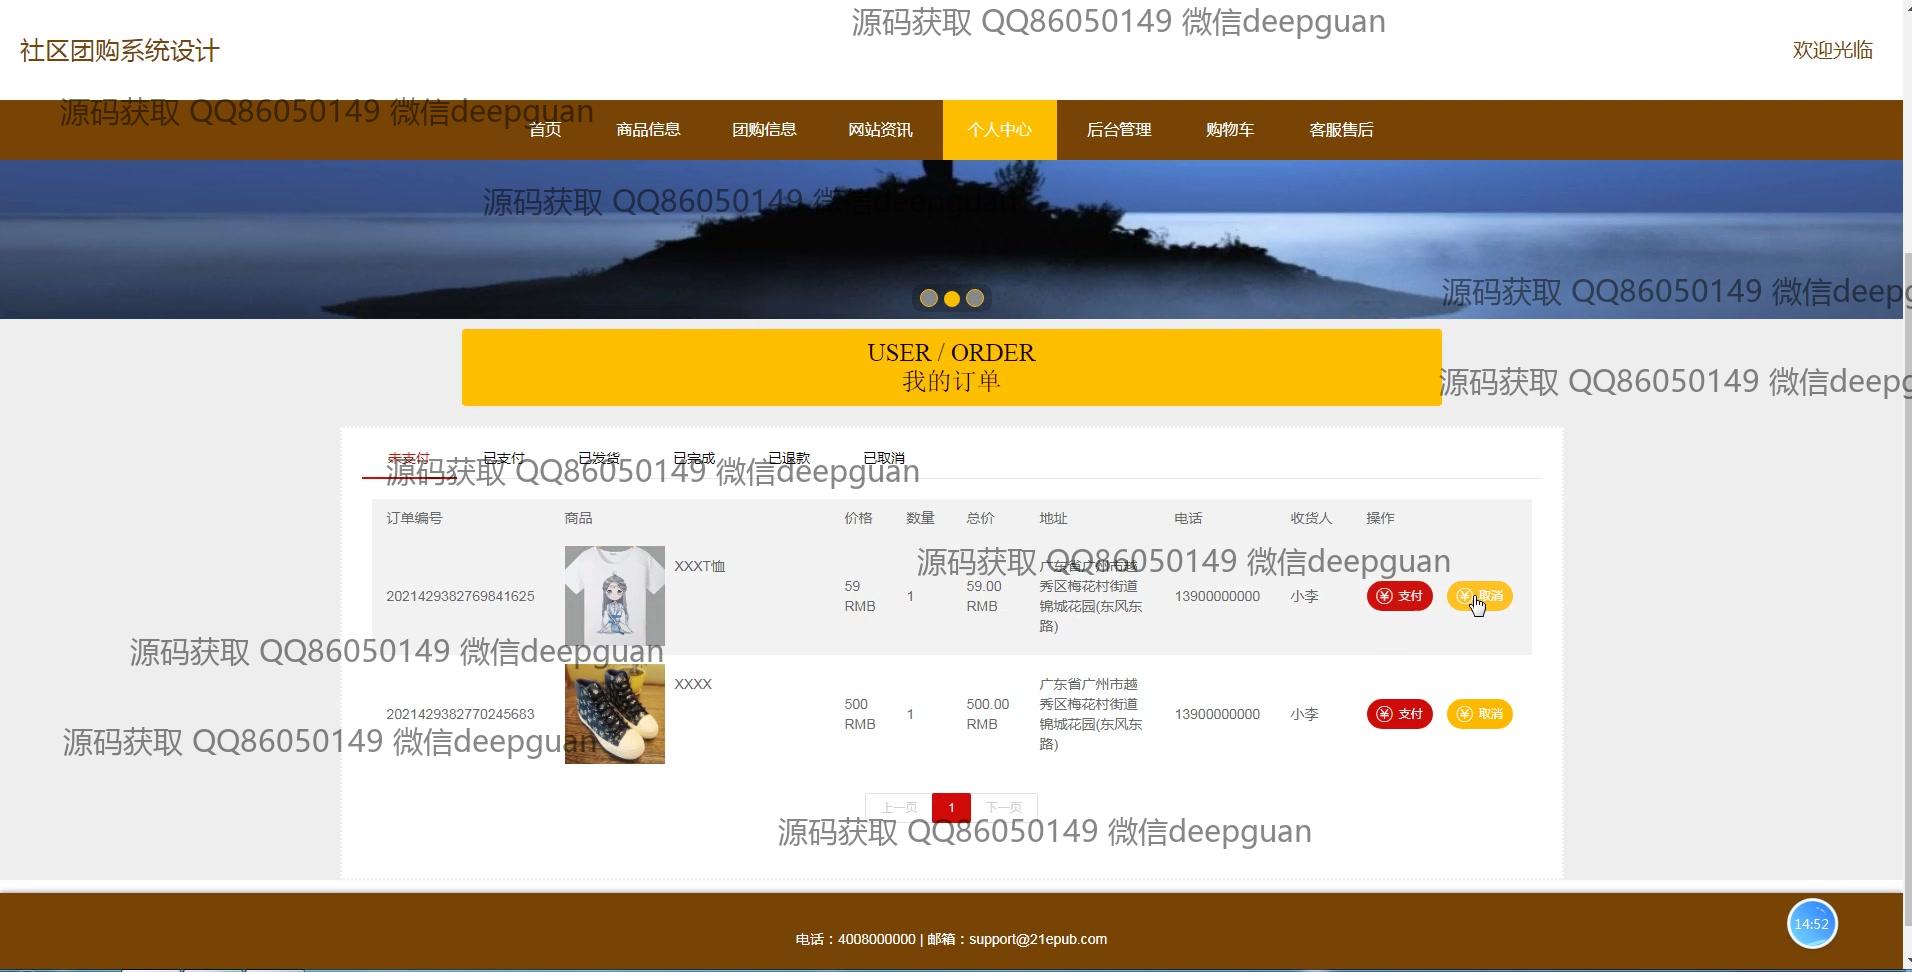 源码获取 QQ86050149 微信deepguan
社区团购系统设计
欢迎光临
源码获取 QQ86050149 微信deepguan
首页 商品信息 团购信息 网站资讯 个人中心 后台管理 购物车 客服售后
源码获取 QQ86050149 微信deepguan
源码获取 QQ86050149 微信deepg
USER / ORDER
我的订单
源码获取 QQ86050149 微信deepg
未支付 已支付 已发货 已完成 已退款 已取消
源码获取 QQ86050149 微信deepguan
订单编号 商品 价格 数量 总价 地址 电话 收货人 操作
源码获取 QQ86050149 微信deepguan
2021429382769841625 XXXT恤 59 RMB 1 59.00 RMB 广东省广州市越秀区梅花村街道锦城花园(东风东路) 13900000000 小李 支付 取消
源码获取 QQ86050149 微信deepguan
2021429382770245683 XXXX 500 RMB 1 500.00 RMB 广东省广州市越秀区梅花村街道锦城花园(东风东路) 13900000000 小李 支付 取消
源码获取 QQ86050149 微信deepguan
上一页 1 下一页
源码获取 QQ86050149 微信deepguan
14:52
电话：4008000000 | 邮箱：support@21epub.com